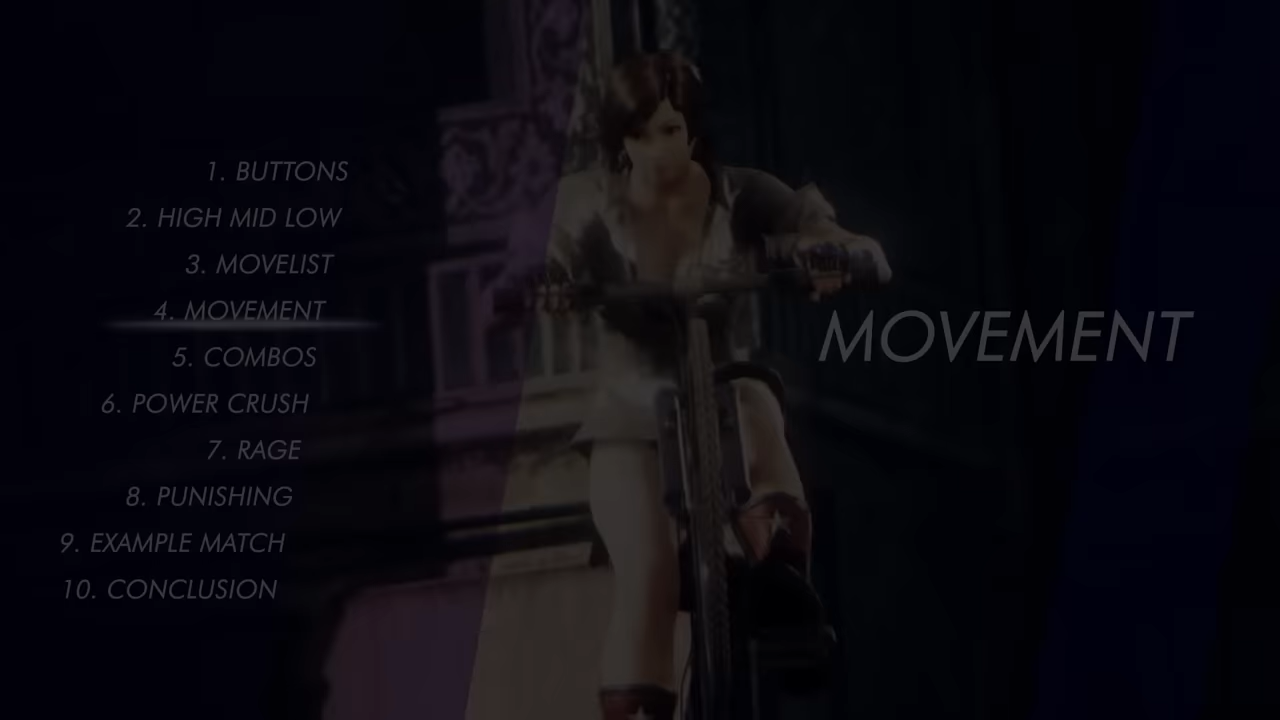 1. BUTTONS
2. HIGH MID LOW
3. MOVELIST
4. MOVEMENT
5. COMBOS
6. POWER CRUSH
7. RAGE
8. PUNISHING
9. EXAMPLE MATCH
10. CONCLUSION
MOVEMENT